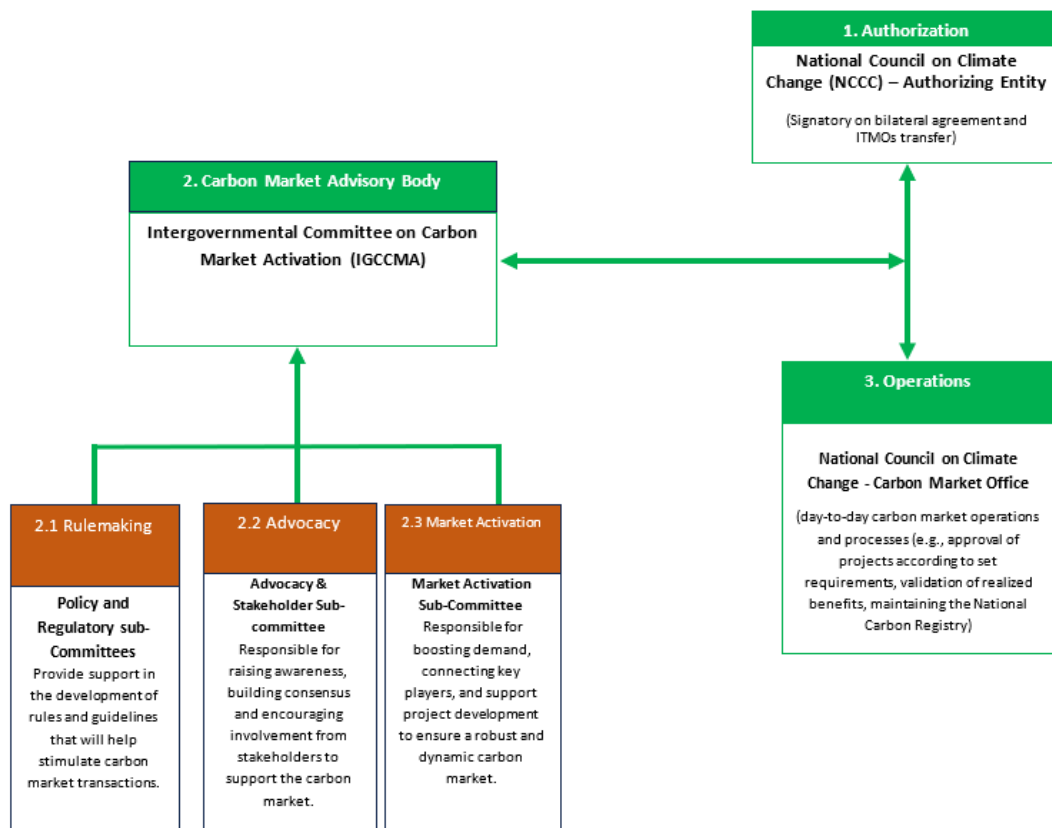 1. Authorization
National Council on Climate
Change (NCCC) – Authorizing Entity
(Signatory on bilateral agreement and
ITMOs transfer)
2. Carbon Market Advisory Body
Intergovernmental Committee on Carbon
Market Activation (IGCCMA)
3. Operations
National Council on Climate
Change - Carbon Market Office
(day-to-day carbon market operations
and processes (e.g., approval of
projects according to set
requirements, validation of realized
benefits, maintaining the National
Carbon Registry)
2.1 Rulemaking
Policy and
Regulatory sub-
Committees
Provide support in
the development of
rules and guidelines
that will help
stimulate carbon
market transactions.
2.2 Advocacy
Advocacy &
Stakeholder Sub-
committee
Responsible for
raising awareness,
building consensus
and encouraging
involvement from
stakeholders to
support the carbon
market.
2.3 Market Activation
Market Activation
Sub-Committee
Responsible for
boosting demand,
connecting key
players, and support
project development
to ensure a robust and
dynamic carbon
market.